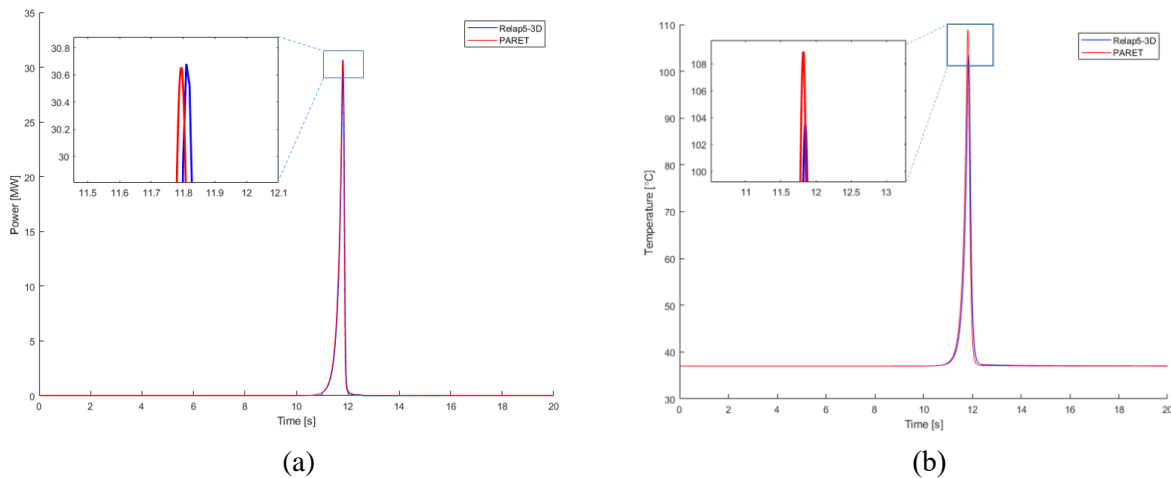 35
30
25
20
15
10
5
0
Power [MW]
0 2 4 6 8 10 12 14 16 18 20
Time [s]
Relap5-3D
PARET
30.8
30.6
30.4
30.2
30
11.5 11.6 11.7 11.8 11.9 12 12.1
(a)
110
100
90
80
70
60
50
40
30
Temperature [°C]
0 2 4 6 8 10 12 14 16 18 20
Time [s]
Relap5-3D
PARET
108
106
104
102
100
11 11.5 12 12.5 13
(b)